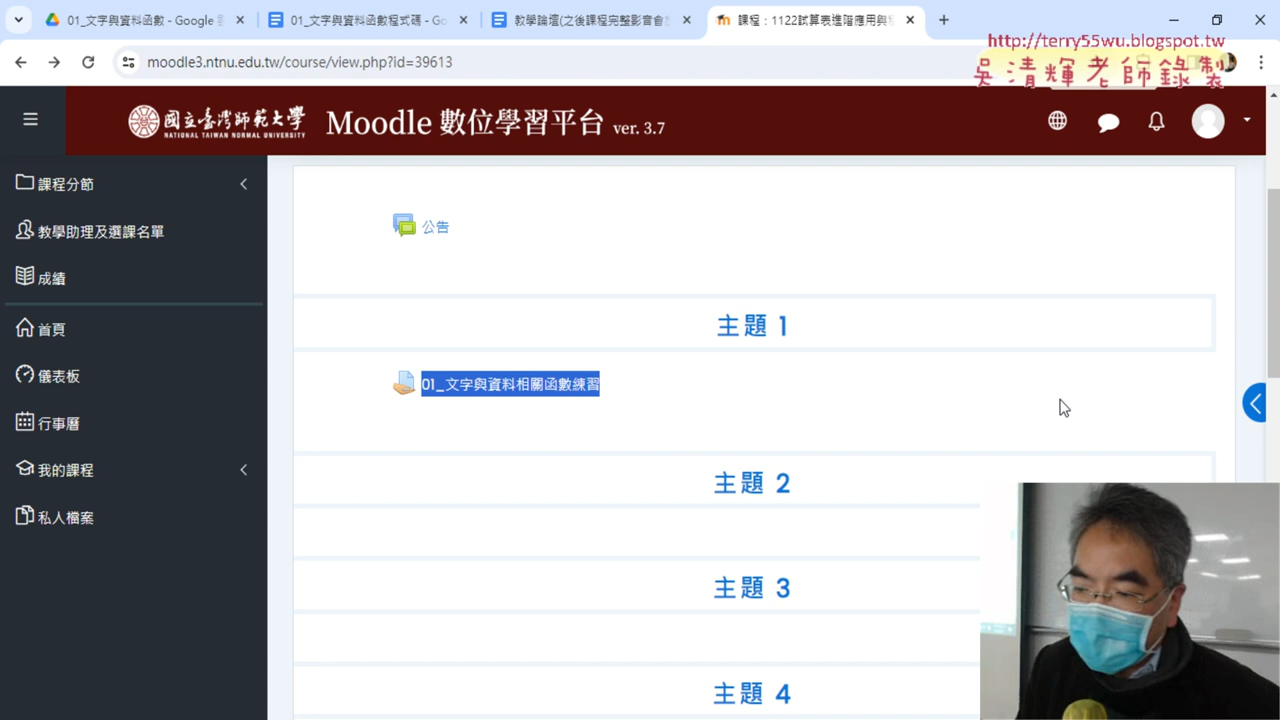 01_文字與資料函數 - Google
01_文字與資料函數程式碼 - Go
教學論壇(之後課程完整影音會
課程：1122試算表進階應用與
http://terry55wu.blogspot.tw
moodle3.ntnu.edu.tw/course/view.php?id=39613
吳清輝老師錄製
國立臺灣師範大學
NATIONAL TAIWAN NORMAL UNIVERSITY
Moodle 數位學習平台 ver. 3.7
課程分節
教學助理及選課名單
成績
首頁
儀表板
行事曆
我的課程
私人檔案
公告
主題 1
01_文字與資料相關函數練習
主題 2
主題 3
主題 4